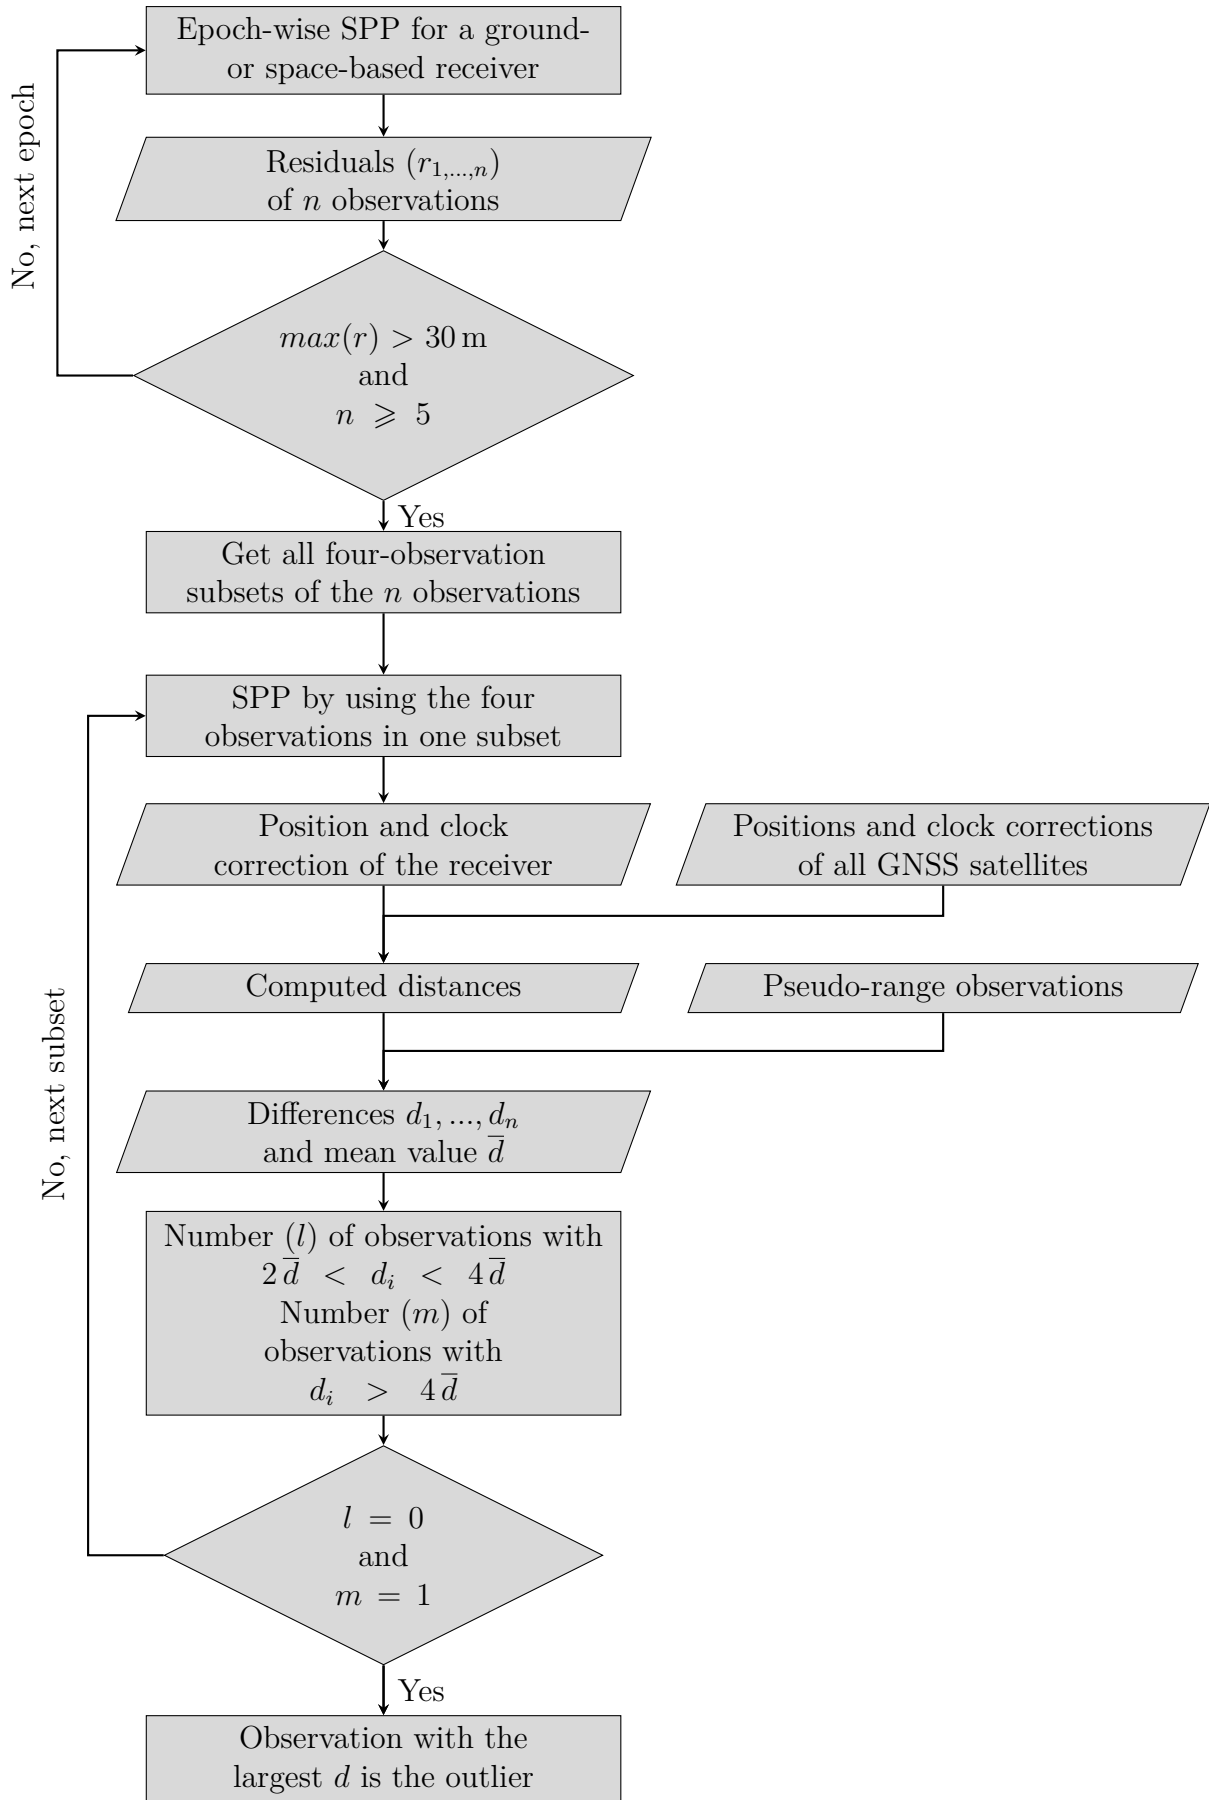 Epoch-wise SPP for a ground-
or space-based receiver
No, next epoch
Residuals (r₁,...,ₙ)
of n observations
max(r) > 30 m
and
n ⩾ 5
Yes
Get all four-observation
subsets of the n observations
SPP by using the four
observations in one subset
Position and clock
correction of the receiver
Positions and clock corrections
of all GNSS satellites
Computed distances
Pseudo-range observations
No, next subset
Differences d₁, ..., dₙ
and mean value d̅
Number (l) of observations with
2 d̅ < dᵢ < 4 d̅
Number (m) of
observations with
dᵢ > 4 d̅
l = 0
and
m = 1
Yes
Observation with the
largest d is the outlier